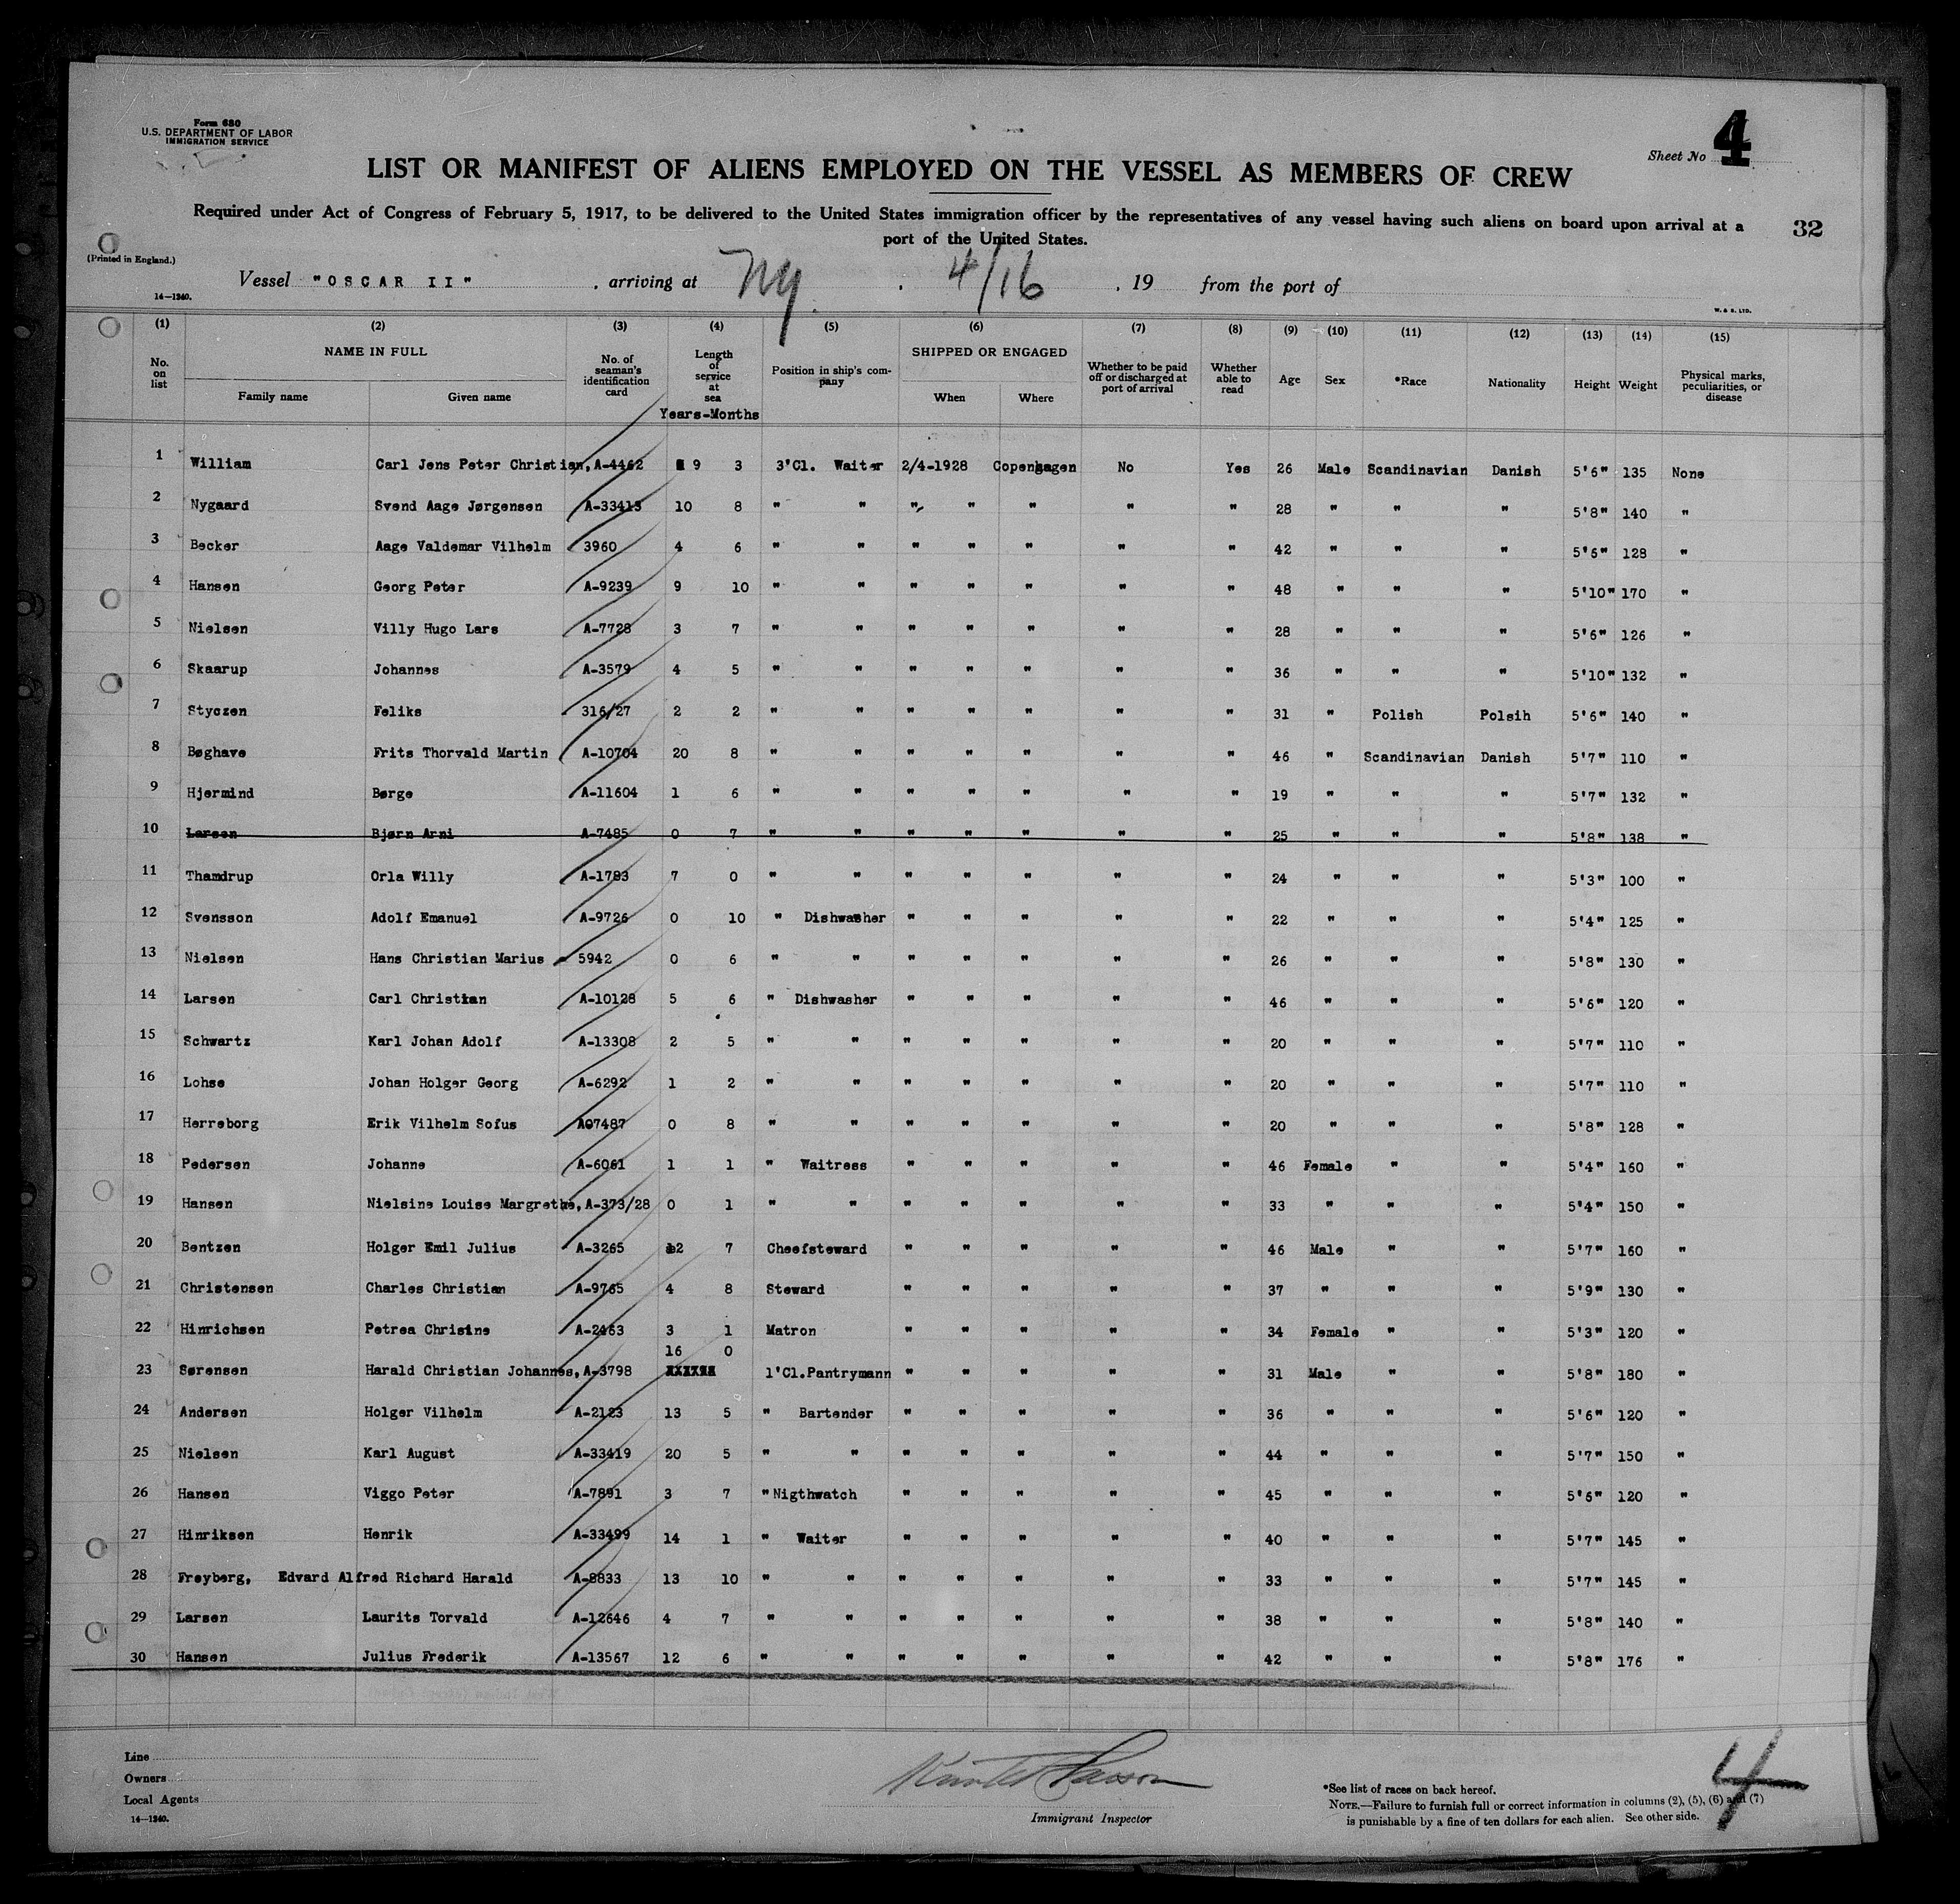 Form 680
U.S. DEPARTMENT OF LABOR
IMMIGRATION SERVICE
Sheet No 4
LIST OR MANIFEST OF ALIENS EMPLOYED ON THE VESSEL AS MEMBERS OF CREW
Required under Act of Congress of February 5, 1917, to be delivered to the United States immigration officer by the representatives of any vessel having such aliens on board upon arrival at a
port of the United States.
32
(Printed in England.)
Vessel "OSCAR II" , arriving at Ny , 4/16 , 19 from the port of
14—1240.
W. & S. LTD.
(1) (2) (3) (4) (5) (6) (7) (8) (9) (10) (11) (12) (13) (14) (15)
No. on list NAME IN FULL Family name Given name No. of seaman's identification card Length of service at sea Years-Months Position in ship's company SHIPPED OR ENGAGED When Where Whether to be paid off or discharged at port of arrival Whether able to read Age Sex *Race Nationality Height Weight Physical marks, peculiarities, or disease
1 William Carl Jens Peter Christian, A-4462 9 3 3'Cl. Waiter 2/4-1928 Copenhagen No Yes 26 Male Scandinavian Danish 5'6" 135 None
2 Nygaard Svend Aage Jørgensen A-33413 10 8 " " " " " " " 28 " " " 5'8" 140 "
3 Becker Aage Valdemar Vilhelm 3960 4 6 " " " " " " " 42 " " " 5'6" 128 "
4 Hansen Georg Peter A-9239 9 10 " " " " " " " 48 " " " 5'10" 170 "
5 Nielsen Villy Hugo Lars A-7728 3 7 " " " " " " " 28 " " " 5'6" 126 "
6 Skaarup Johannes A-3579 4 5 " " " " " " " 36 " " " 5'10" 132 "
7 Styczen Feliks 316/27 2 2 " " " " " " " 31 " Polish Polsih 5'6" 140 "
8 Bøghave Frits Thorvald Martin A-10704 20 8 " " " " " " " 46 " Scandinavian Danish 5'7" 110 "
9 Hjermind Børge A-11604 1 6 " " " " " " " 19 " " " 5'7" 132 "
10 Larsen Bjørn Arni A-7485 0 7 " " " " " " " 25 " " " 5'8" 138 "
11 Thamdrup Orla Willy A-1783 7 0 " " " " " " " 24 " " " 5'3" 100 "
12 Svensson Adolf Emanuel A-9726 0 10 " Dishwasher " " " " " 22 " " " 5'4" 125 "
13 Nielsen Hans Christian Marius 5942 0 6 " " " " " " " 26 " " " 5'8" 130 "
14 Larsen Carl Christian A-10128 5 6 " Dishwasher " " " " " 46 " " " 5'6" 120 "
15 Schwartz Karl Johan Adolf A-13308 2 5 " " " " " " " 20 " " " 5'7" 110 "
16 Lohse Johan Holger Georg A-6292 1 2 " " " " " " " 20 " " " 5'7" 110 "
17 Herreborg Erik Vilhelm Sofus A07487 0 8 " " " " " " " 20 " " " 5'8" 128 "
18 Pedersen Johanne A-6061 1 1 " Waitress " " " " " 46 Female " " 5'4" 160 "
19 Hansen Nielsine Louise Margrethe, A-373/28 0 1 " " " " " " " 33 " " " 5'4" 150 "
20 Bentzen Holger Emil Julius A-3265 12 7 Cheefsteward " " " " " 46 Male " " 5'7" 160 "
21 Christensen Charles Christian A-9765 4 8 Steward " " " " " 37 " " " 5'9" 130 "
22 Hinrichsen Petrea Chrisine A-2463 3 1 Matron " " " " " 34 Female " " 5'3" 120 "
16 0
23 Sørensen Harald Christian Johannes, A-3798 XXXXXX 1'Cl.Pantrymann " " " " " 31 Male " " 5'8" 180 "
24 Andersen Holger Vilhelm A-2123 13 5 " Bartender " " " " " 36 " " " 5'6" 120 "
25 Nielsen Karl August A-33419 20 5 " " " " " " " 44 " " " 5'7" 150 "
26 Hansen Viggo Peter A-7891 3 7 " Nigthwatch " " " " " 45 " " " 5'6" 120 "
27 Hinriksen Henrik A-33499 14 1 " Waiter " " " " " 40 " " " 5'7" 145 "
28 Freyberg, Edvard Alfred Richard Harald A-8833 13 10 " " " " " " " 33 " " " 5'7" 145 "
29 Larsen Laurits Torvald A-12646 4 7 " " " " " " " 38 " " " 5'8" 140 "
30 Hansen Julius Frederik A-13567 12 6 " " " " " " " 42 " " " 5'8" 176 "
Line
Owners
Local Agents
14—1240.
Immigrant Inspector
*See list of races on back hereof.
NOTE.—Failure to furnish full or correct information in columns (2), (5), (6) and (7)
is punishable by a fine of ten dollars for each alien. See other side.
4